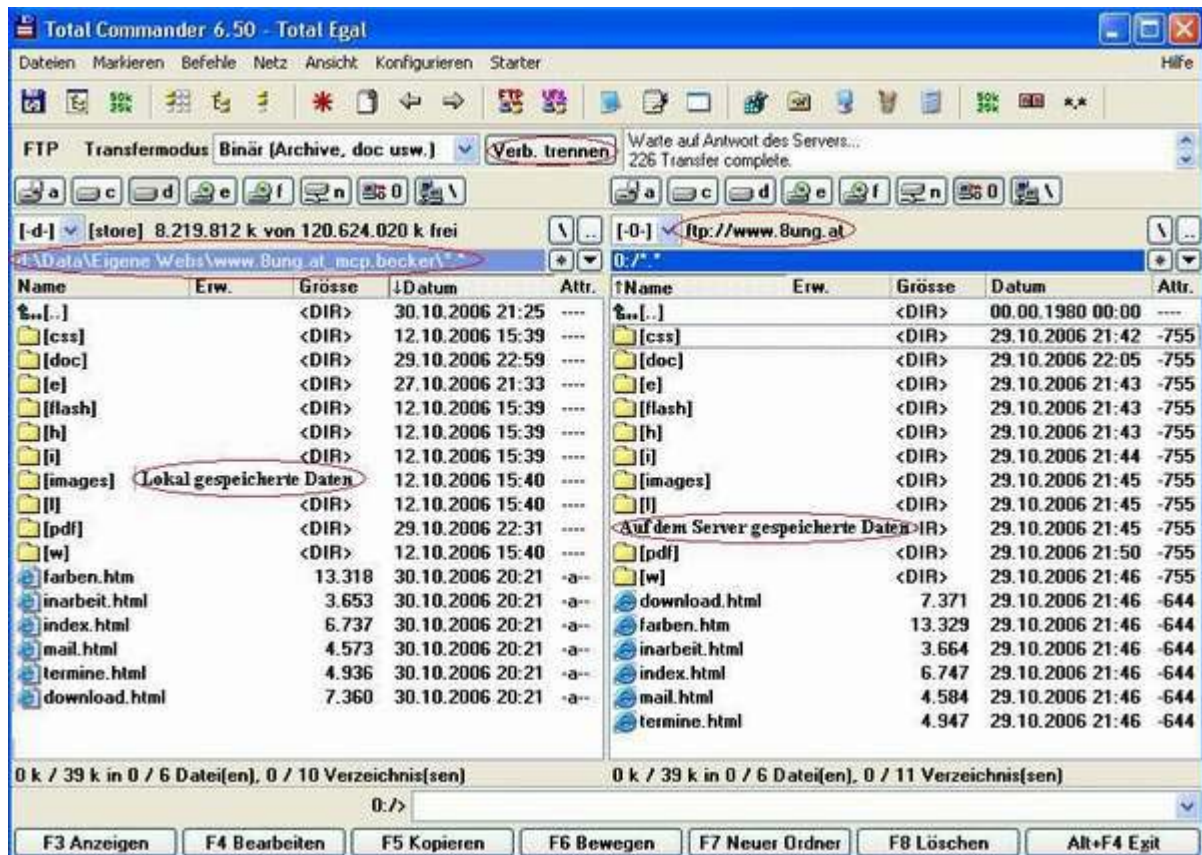 Total Commander 6.50 - Total Egal
Dateien Markieren Befehle Netz Ansicht Konfigurieren Starter Hilfe
FTP Transfermodus Binär (Archive, doc usw.) Verb. trennen
Warte auf Antwort des Servers...
226 Transfer complete.
a c d e f n 0 \
a c d e f n 0 \
[-d-] [store] 8.219.812 k von 120.624.020 k frei \ ..
[-0-] ftp://www.8ung.at \ ..
d:\Data\Eigene Webs\www.8ung.at_mcp.becker\*.*
0:/*.*
Name Erw. Grösse ↓Datum Attr.
[..] <DIR> 30.10.2006 21:25 ----
[css] <DIR> 12.10.2006 15:39 ----
[doc] <DIR> 29.10.2006 22:59 ----
[e] <DIR> 27.10.2006 21:33 ----
[flash] <DIR> 12.10.2006 15:39 ----
[h] <DIR> 12.10.2006 15:39 ----
[i] <DIR> 12.10.2006 15:39 ----
[images] Lokal gespeicherte Daten 12.10.2006 15:40 ----
[l] <DIR> 12.10.2006 15:40 ----
[pdf] <DIR> 29.10.2006 22:31 ----
[w] <DIR> 12.10.2006 15:40 ----
farben.htm 13.318 30.10.2006 20:21 -a--
inarbeit.html 3.653 30.10.2006 20:21 -a--
index.html 6.737 30.10.2006 20:21 -a--
mail.html 4.573 30.10.2006 20:21 -a--
termine.html 4.936 30.10.2006 20:21 -a--
download.html 7.360 30.10.2006 20:21 -a--
↑Name Erw. Grösse Datum Attr.
[..] <DIR> 00.00.1980 00:00 ----
[css] <DIR> 29.10.2006 21:42 -755
[doc] <DIR> 29.10.2006 22:05 -755
[e] <DIR> 29.10.2006 21:43 -755
[flash] <DIR> 29.10.2006 21:43 -755
[h] <DIR> 29.10.2006 21:43 -755
[i] <DIR> 29.10.2006 21:44 -755
[images] <DIR> 29.10.2006 21:45 -755
[l] <DIR> 29.10.2006 21:45 -755
Auf dem Server gespeicherte Daten IR> 29.10.2006 21:45 -755
[pdf] <DIR> 29.10.2006 21:50 -755
[w] <DIR> 29.10.2006 21:46 -755
download.html 7.371 29.10.2006 21:46 -644
farben.htm 13.329 29.10.2006 21:46 -644
inarbeit.html 3.664 29.10.2006 21:46 -644
index.html 6.747 29.10.2006 21:46 -644
mail.html 4.584 29.10.2006 21:46 -644
termine.html 4.947 29.10.2006 21:46 -644
0 k / 39 k in 0 / 6 Datei(en), 0 / 10 Verzeichnis(sen)
0 k / 39 k in 0 / 6 Datei(en), 0 / 11 Verzeichnis(sen)
0:/>
F3 Anzeigen F4 Bearbeiten F5 Kopieren F6 Bewegen F7 Neuer Ordner F8 Löschen Alt+F4 Exit